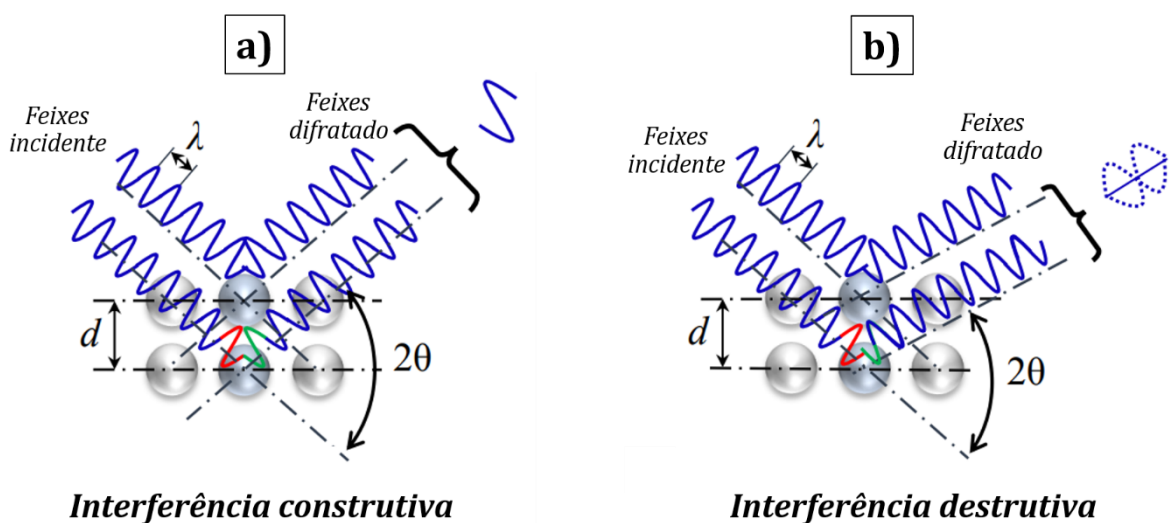 a)
Feixes
incidente
λ
Feixes
difratado
d
2θ
Interferência construtiva
b)
Feixes
incidente
λ
Feixes
difratado
d
2θ
Interferência destrutiva